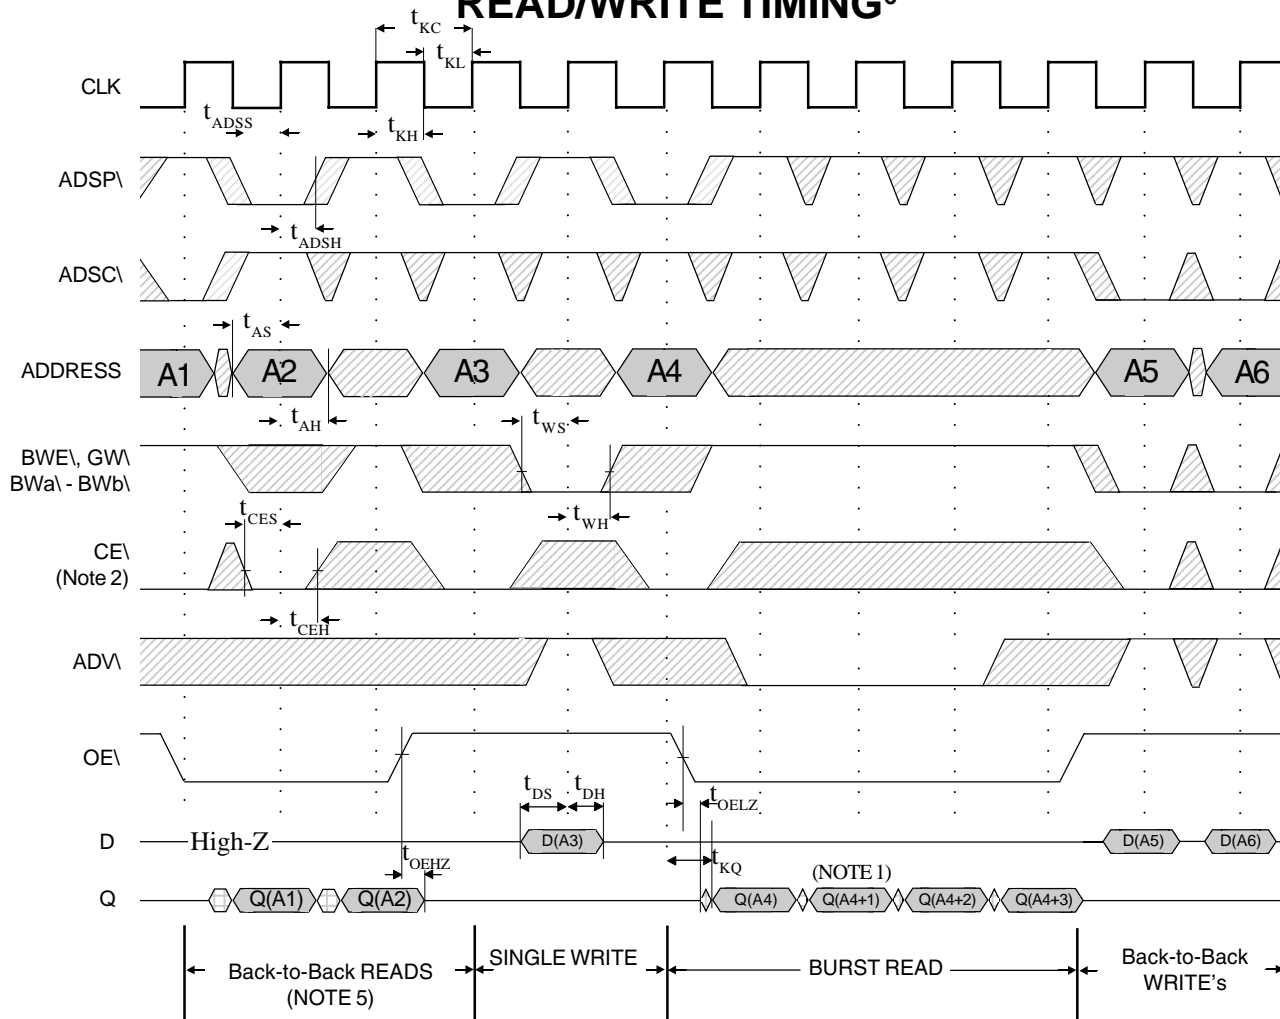 READ/WRITE TIMING
tKC
tKL
CLK
tADSS
tKH
ADSP\
tADSH
ADSC\
tAS
ADDRESS
A1
A2
A3
A4
A5
A6
tAH
tWS
BWE\, GW\
BWa\ - BWb\
tCES
tWH
CE\
(Note 2)
tCEH
ADV\
OE\
tDS
tDH
tOELZ
D
High-Z
D(A3)
D(A5)
D(A6)
tOEHZ
tKQ
(NOTE 1)
Q
Q(A1)
Q(A2)
Q(A4)
Q(A4+1)
Q(A4+2)
Q(A4+3)
Back-to-Back READS
(NOTE 5)
SINGLE WRITE
BURST READ
Back-to-Back
WRITE's